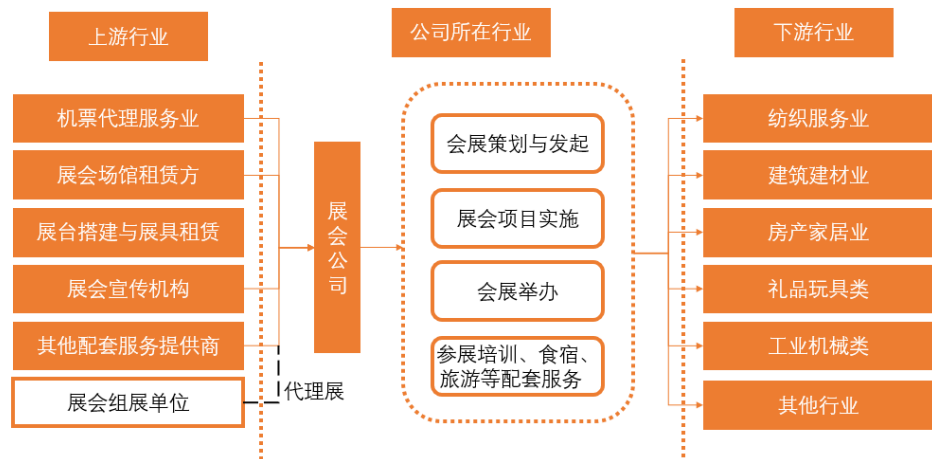 上游行业
公司所在行业
下游行业
机票代理服务业
展会场馆租赁方
展台搭建与展具租赁
展会宣传机构
其他配套服务提供商
展会组展单位
代理展
展会公司
会展策划与发起
展会项目实施
会展举办
参展培训、食宿、
旅游等配套服务
纺织服务业
建筑建材业
房产家居业
礼品玩具类
工业机械类
其他行业